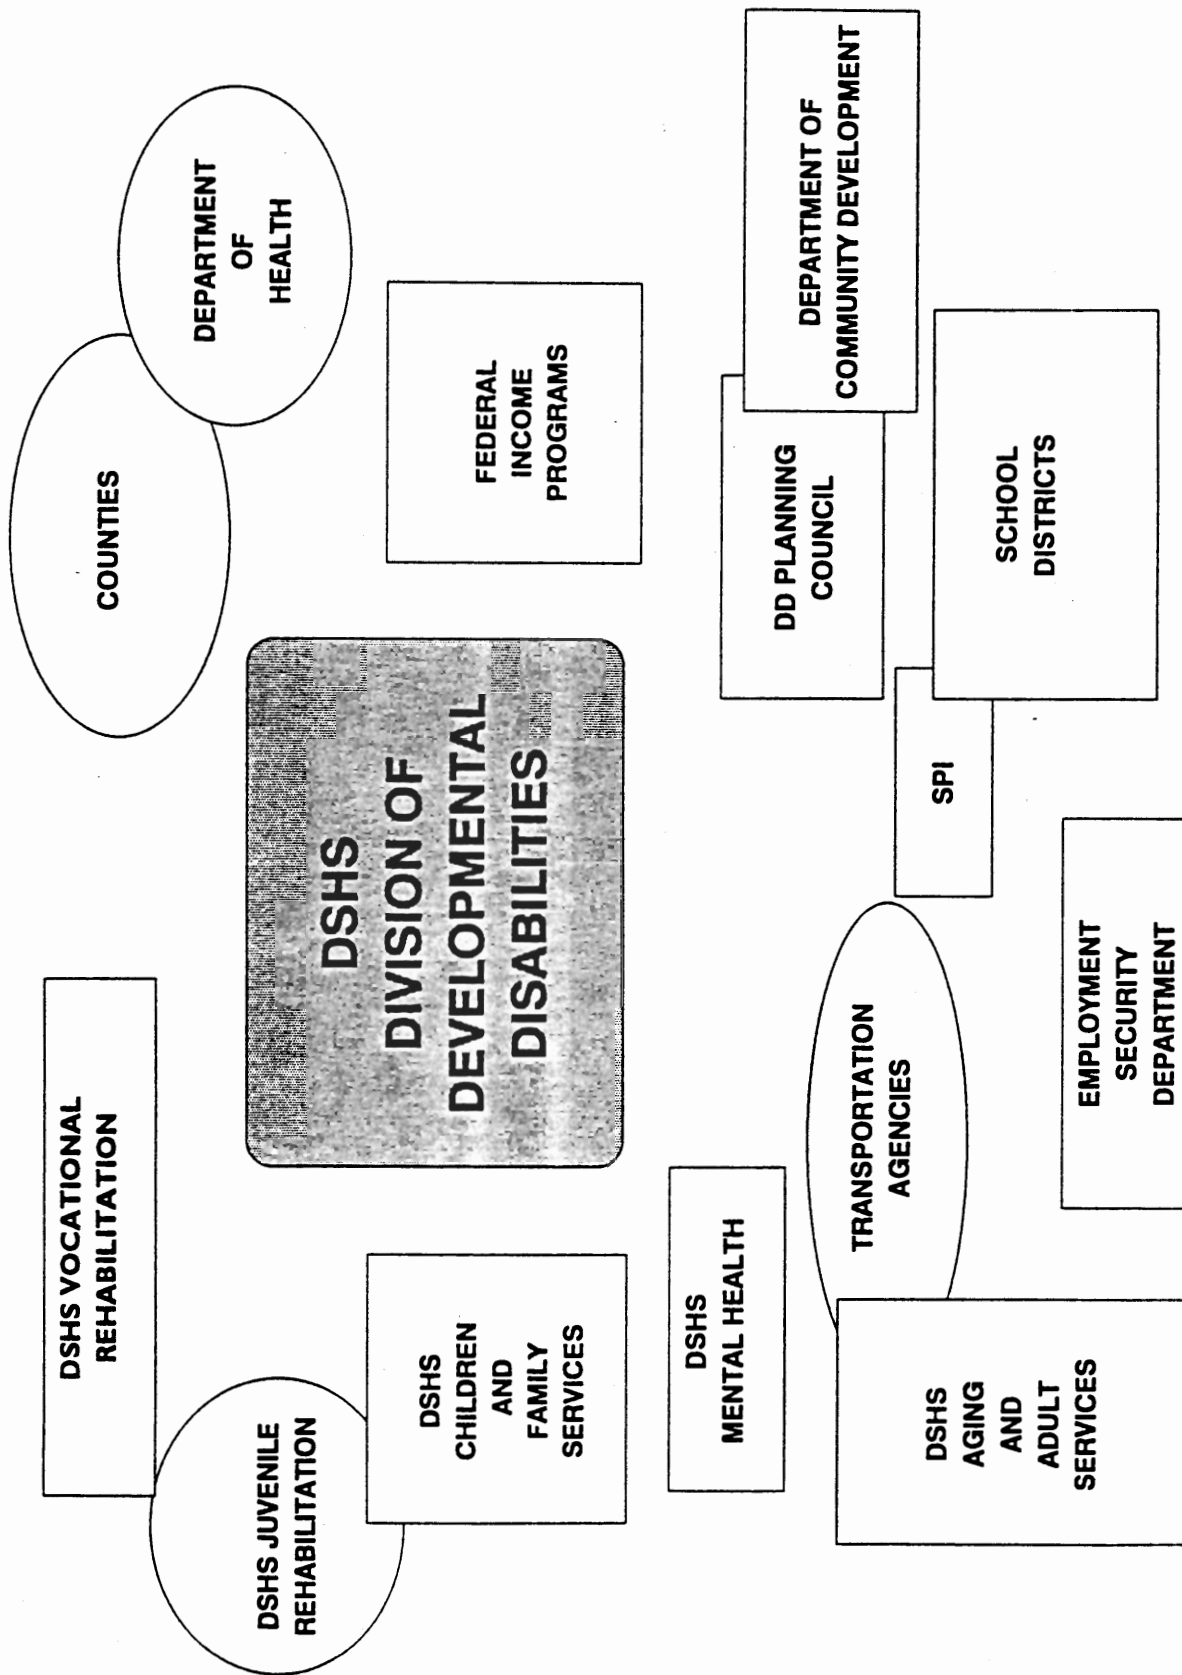 DSHS VOCATIONAL
REHABILITATION
COUNTIES
DEPARTMENT
OF
HEALTH
DSHS JUVENILE
REHABILITATION
DSHS
DIVISION OF
DEVELOPMENTAL
DISABILITIES
DSHS
CHILDREN
AND
FAMILY
SERVICES
FEDERAL
INCOME
PROGRAMS
DSHS
MENTAL HEALTH
DD PLANNING
COUNCIL
DEPARTMENT OF
COMMUNITY DEVELOPMENT
TRANSPORTATION
AGENCIES
SPI
SCHOOL
DISTRICTS
DSHS
AGING
AND
ADULT
SERVICES
EMPLOYMENT
SECURITY
DEPARTMENT